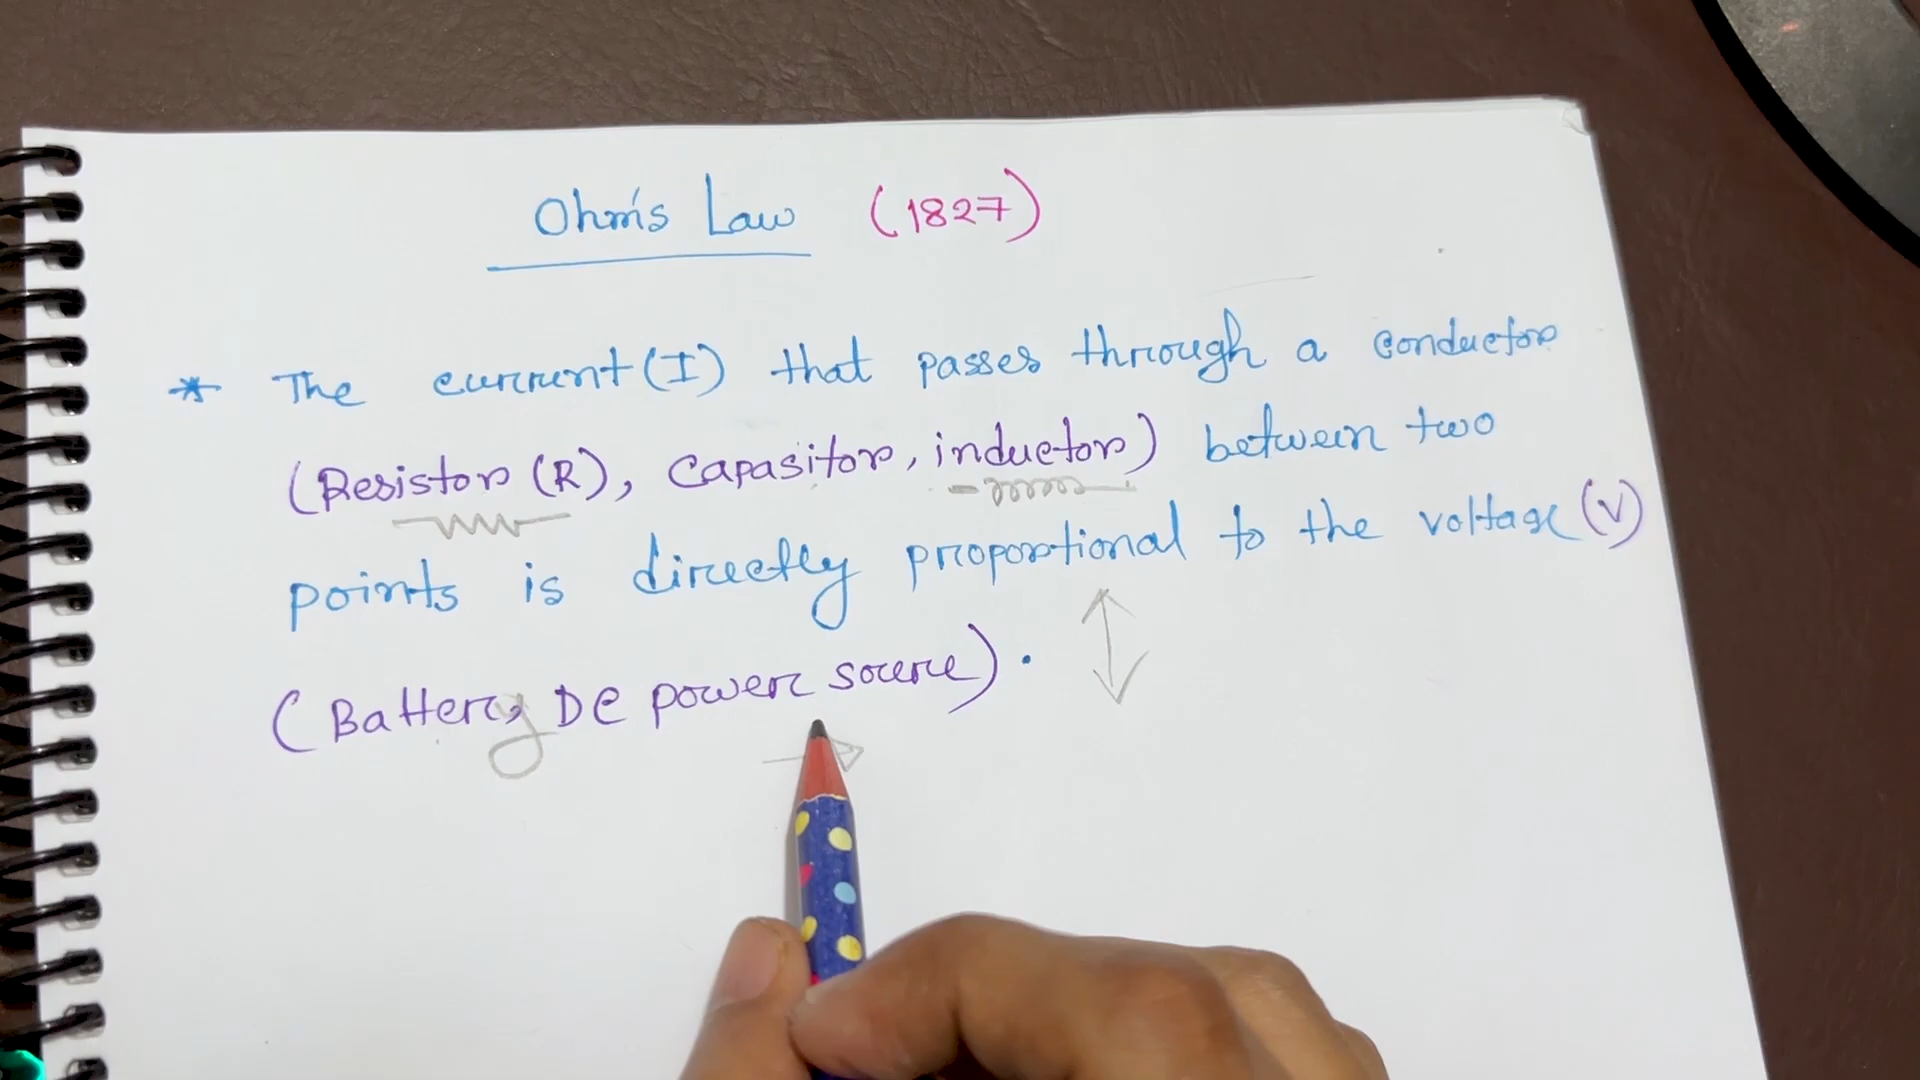 Ohm's Law (1827)
* The current (I) that passes through a conductor
(Resistor (R), Capasitor, inductor) between two
points is directly proportional to the voltage (V)
(Battery, DC power source).